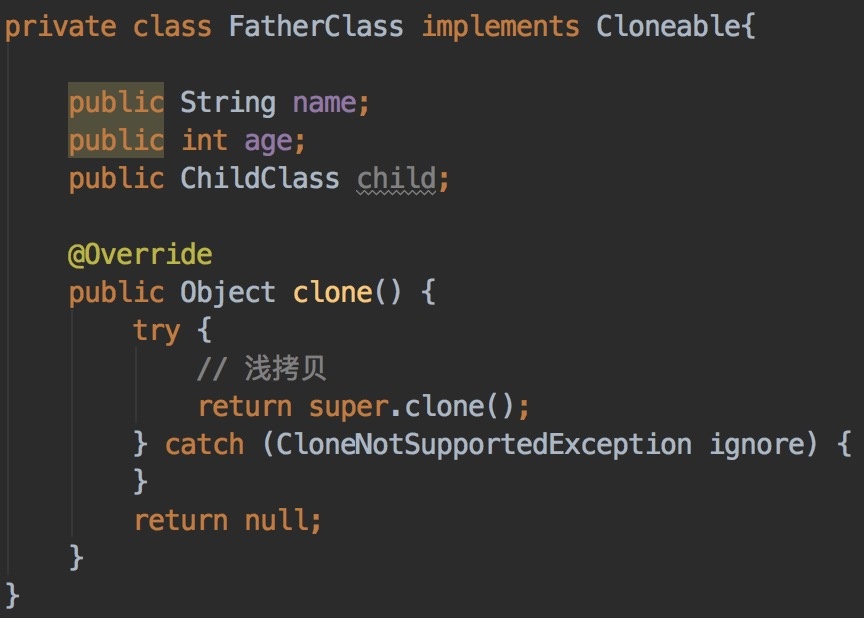 private class FatherClass implements Cloneable{
public String name;
public int age;
public ChildClass child;
@Override
public Object clone() {
try {
// 浅拷贝
return super.clone();
} catch (CloneNotSupportedException ignore) {
}
return null;
}
}